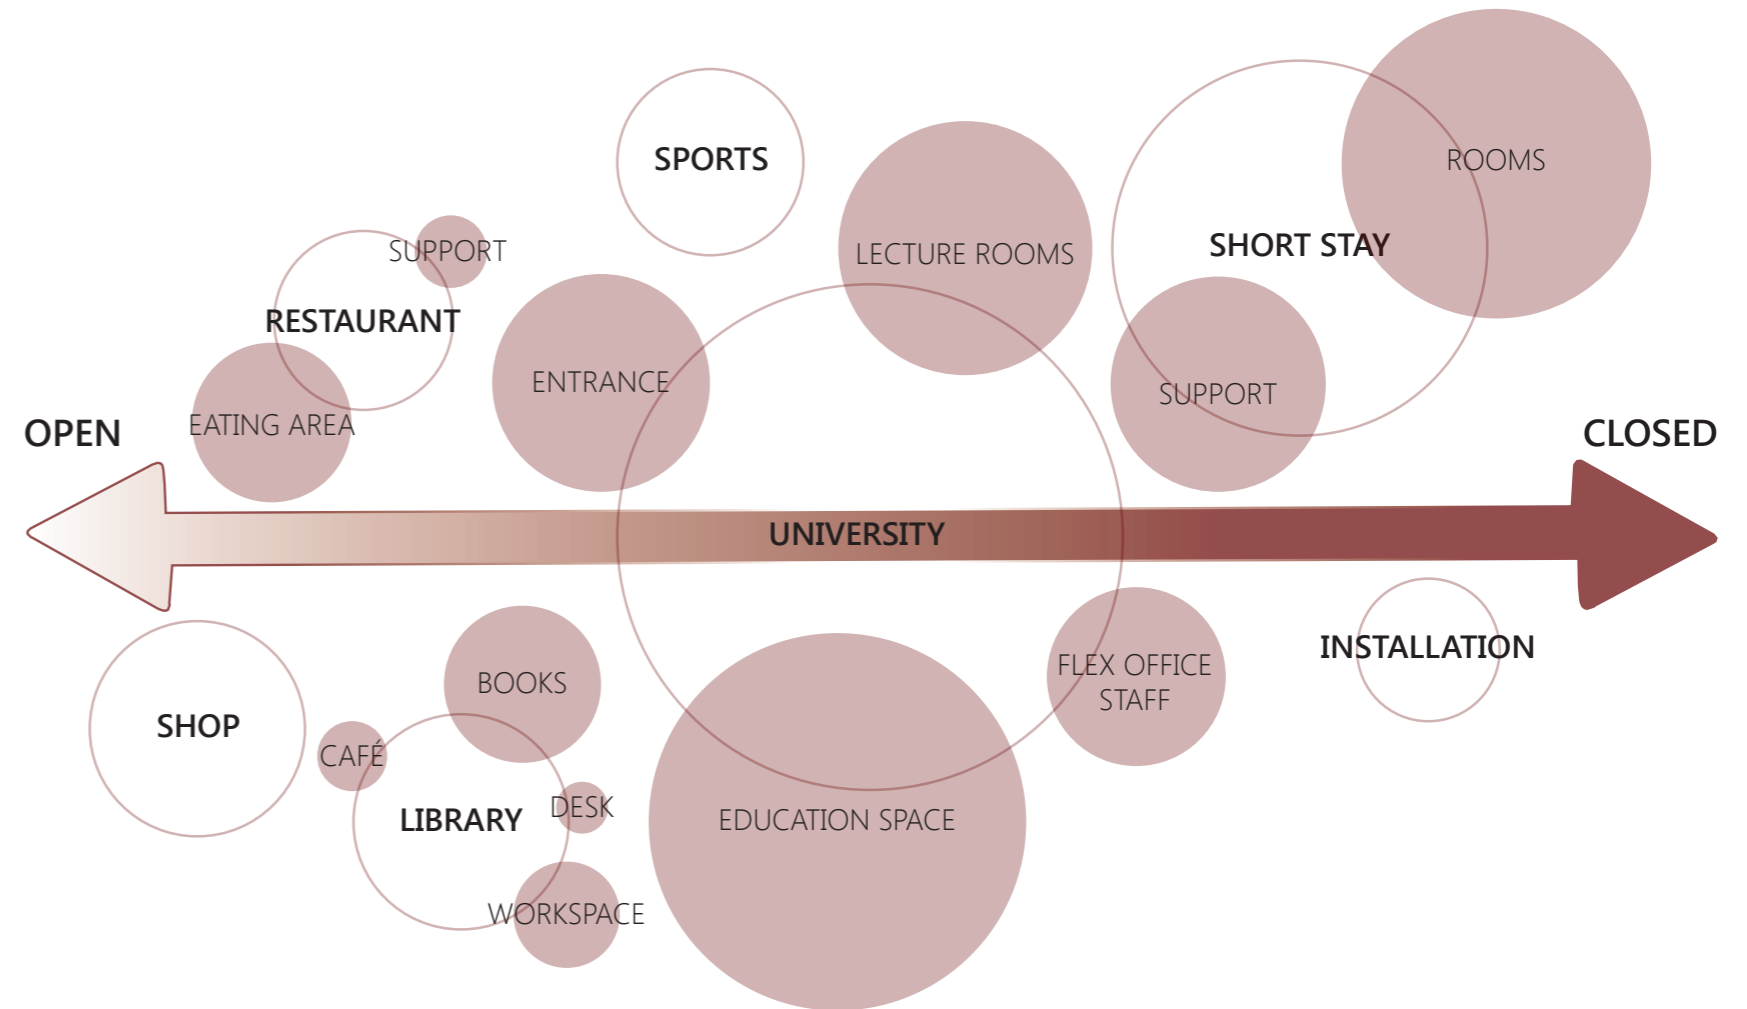 SPORTS
ROOMS
SUPPORT
LECTURE ROOMS
SHORT STAY
RESTAURANT
ENTRANCE
SUPPORT
EATING AREA
OPEN
CLOSED
UNIVERSITY
INSTALLATION
FLEX OFFICE
STAFF
BOOKS
SHOP
CAFÉ
DESK
LIBRARY
EDUCATION SPACE
WORKSPACE